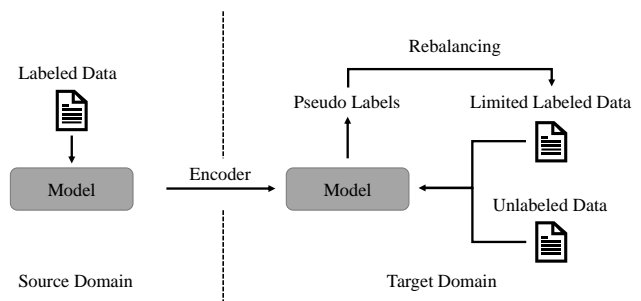 Rebalancing
Labeled Data
Pseudo Labels
Limited Labeled Data
Encoder
Model
Model
Unlabeled Data
Source Domain
Target Domain